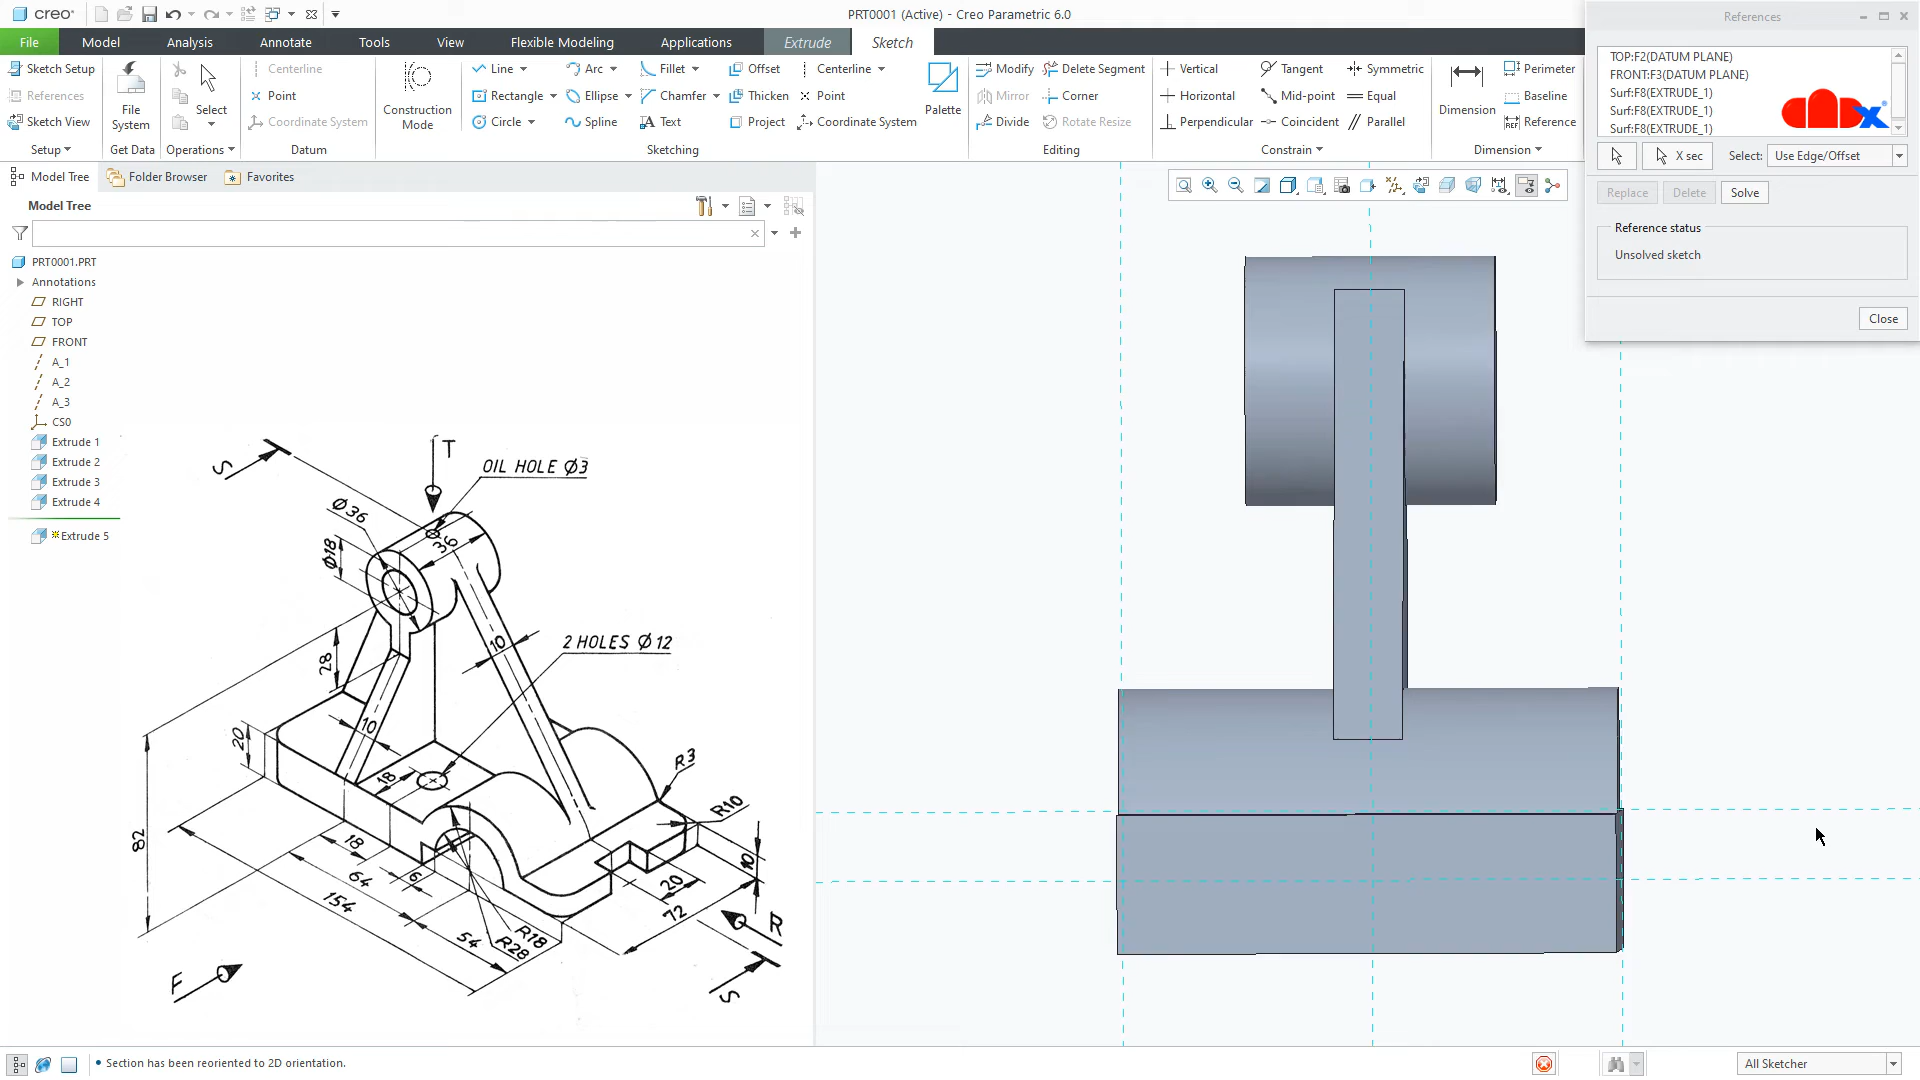 creo
PRT0001 (Active) - Creo Parametric 6.0
References
File
Model
Analysis
Annotate
Tools
View
Flexible Modeling
Applications
Extrude
Sketch
Sketch Setup
References
Sketch View
Setup
File System
Get Data
Select
Operations
Centerline
Point
Coordinate System
Datum
Construction Mode
Line
Rectangle
Circle
Arc
Ellipse
Spline
Fillet
Chamfer
Text
Offset
Thicken
Project
Centerline
Point
Coordinate System
Palette
Sketching
Modify
Mirror
Divide
Delete Segment
Corner
Rotate Resize
Editing
Vertical
Horizontal
Perpendicular
Tangent
Mid-point
Coincident
Symmetric
Equal
Parallel
Constrain
Dimension
Perimeter
Baseline
Reference
Dimension
TOP:F2(DATUM PLANE)
FRONT:F3(DATUM PLANE)
Surf:F8(EXTRUDE_1)
Surf:F8(EXTRUDE_1)
Surf:F8(EXTRUDE_1)
X sec
Select:
Use Edge/Offset
Replace
Delete
Solve
Reference status
Unsolved sketch
Close
Model Tree
Folder Browser
Favorites
Model Tree
PRT0001.PRT
Annotations
RIGHT
TOP
FRONT
A_1
A_2
A_3
CS0
Extrude 1
Extrude 2
Extrude 3
Extrude 4
Extrude 5
S
T
OIL HOLE Ø3
Ø36
36
Ø18
2 HOLES Ø12
10
28
10
20
18
R3
R10
82
18
64
6
154
54
R18
R28
20
72
10
R
F
S
Section has been reoriented to 2D orientation.
All Sketcher